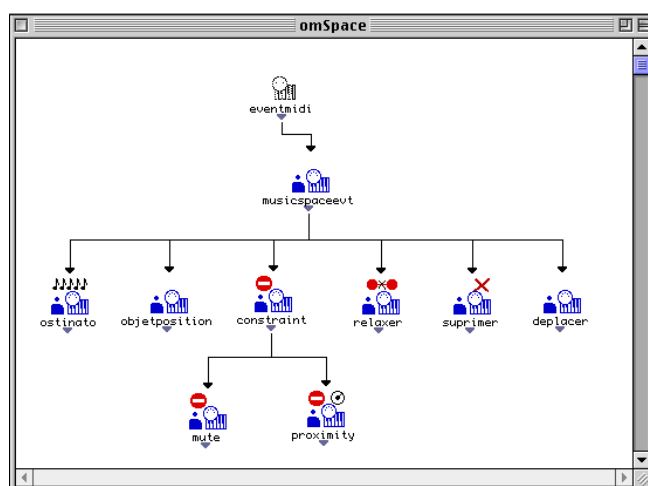 omSpace
eventmidi
musicspaceevt
ostinato objetposition constraint relaxer suprimer deplacer
mute proximity